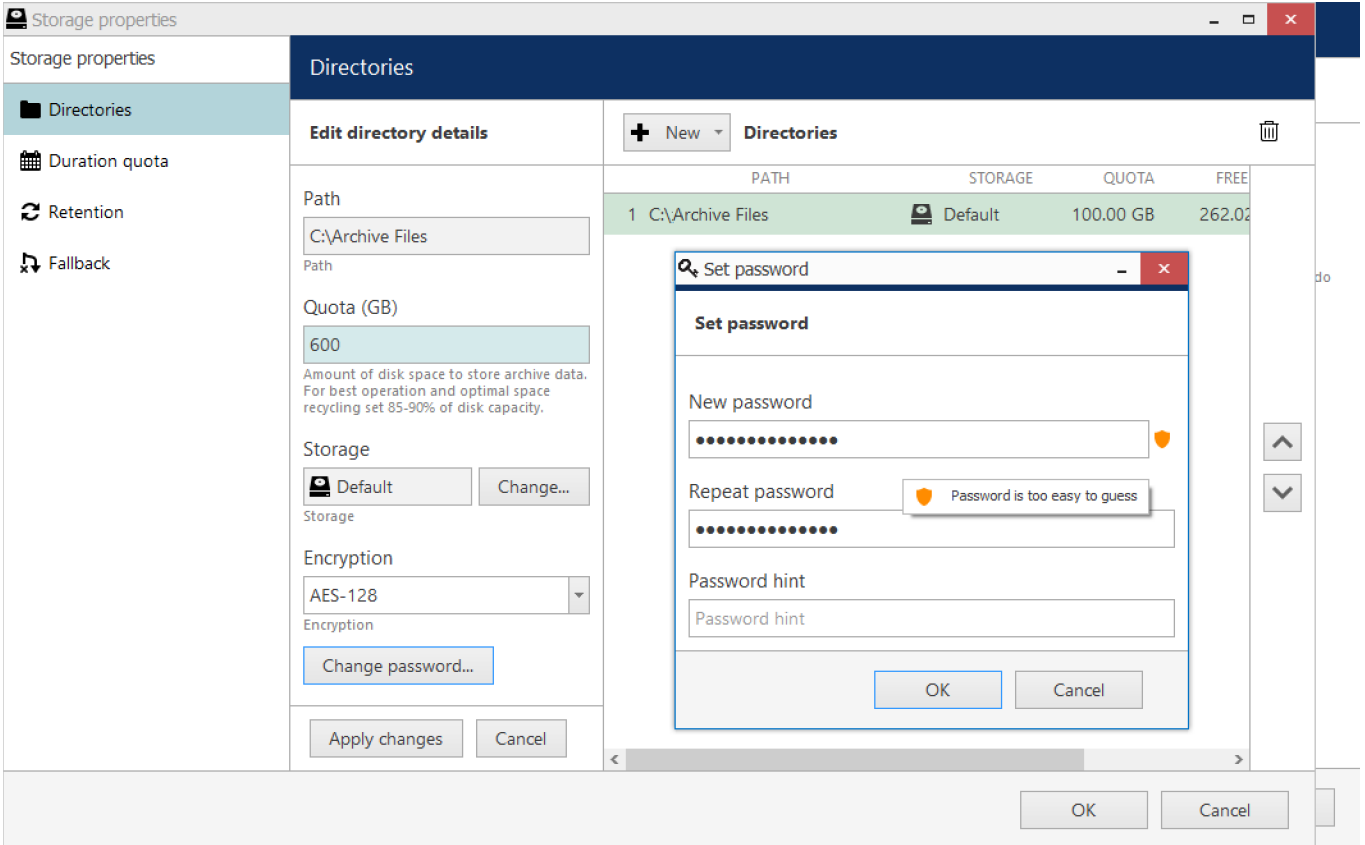 Storage properties
Storage properties
Directories
Duration quota
Retention
Fallback
Directories
Edit directory details
Path
C:\Archive Files
Path
Quota (GB)
600
Amount of disk space to store archive data.
For best operation and optimal space
recycling set 85-90% of disk capacity.
Storage
Default
Change...
Storage
Encryption
AES-128
Encryption
Change password...
Apply changes Cancel
New Directories
PATH STORAGE QUOTA FREE
1 C:\Archive Files Default 100.00 GB 262.02
Set password
Set password
New password
••••••••••••••
Repeat password
Password is too easy to guess
••••••••••••••
Password hint
Password hint
OK Cancel
OK Cancel
do